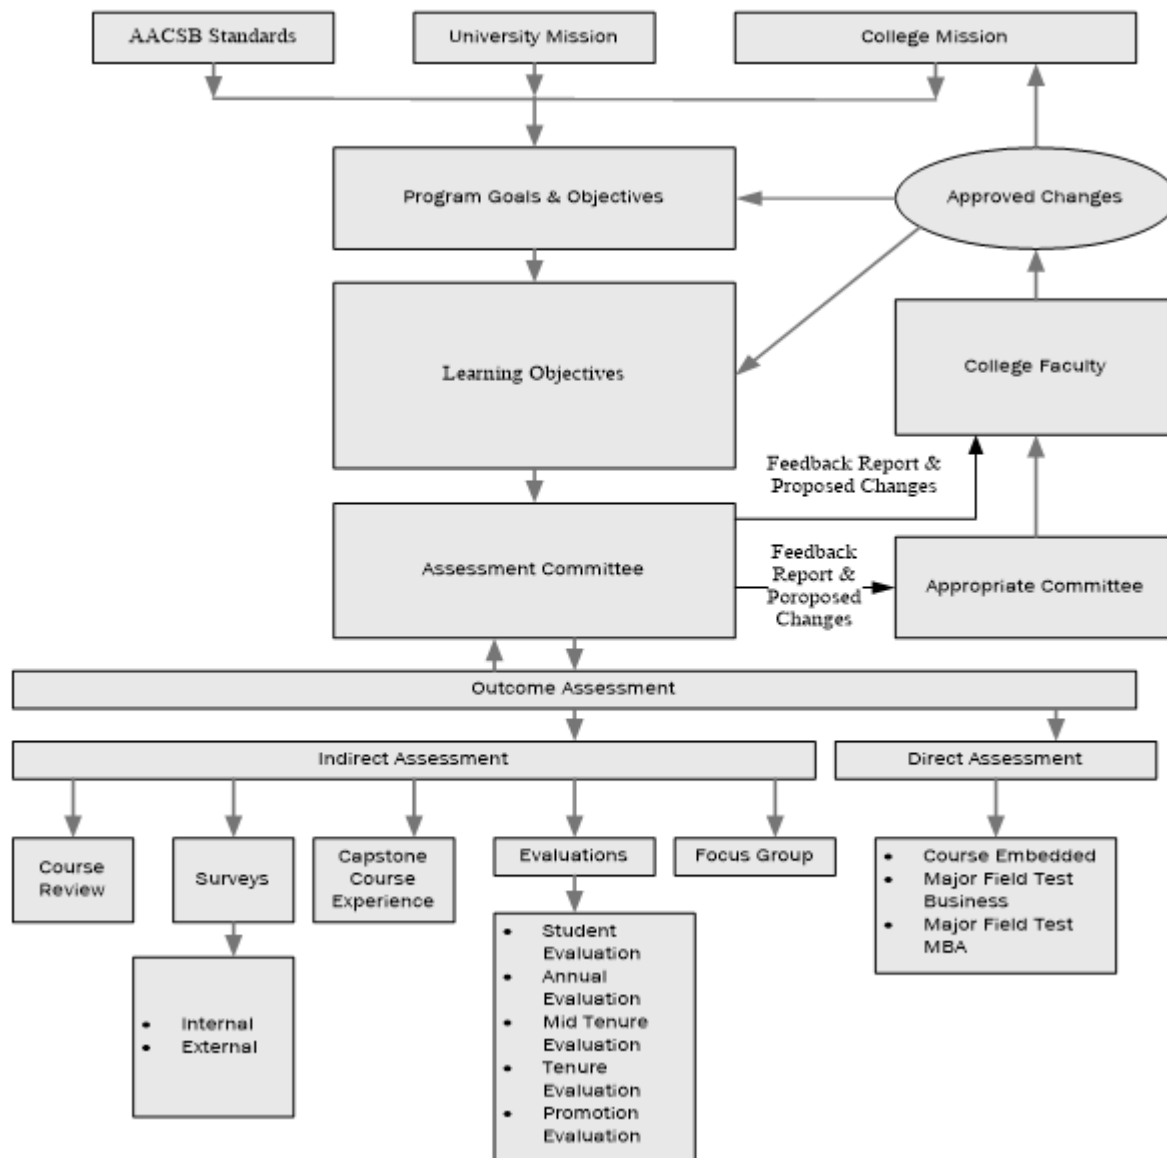 AACSB Standards
University Mission
College Mission
Program Goals & Objectives
Approved Changes
Learning Objectives
College Faculty
Feedback Report &
Proposed Changes
Assessment Committee
Feedback
Report &
Poroposed
Changes
Appropriate Committee
Outcome Assessment
Indirect Assessment
Direct Assessment
Course
Review
Surveys
Capstone
Course
Experience
Evaluations
Focus Group
• Course Embedded
• Major Field Test
Business
• Major Field Test
MBA
• Internal
• External
• Student
Evaluation
• Annual
Evaluation
• Mid Tenure
Evaluation
• Tenure
Evaluation
• Promotion
Evaluation